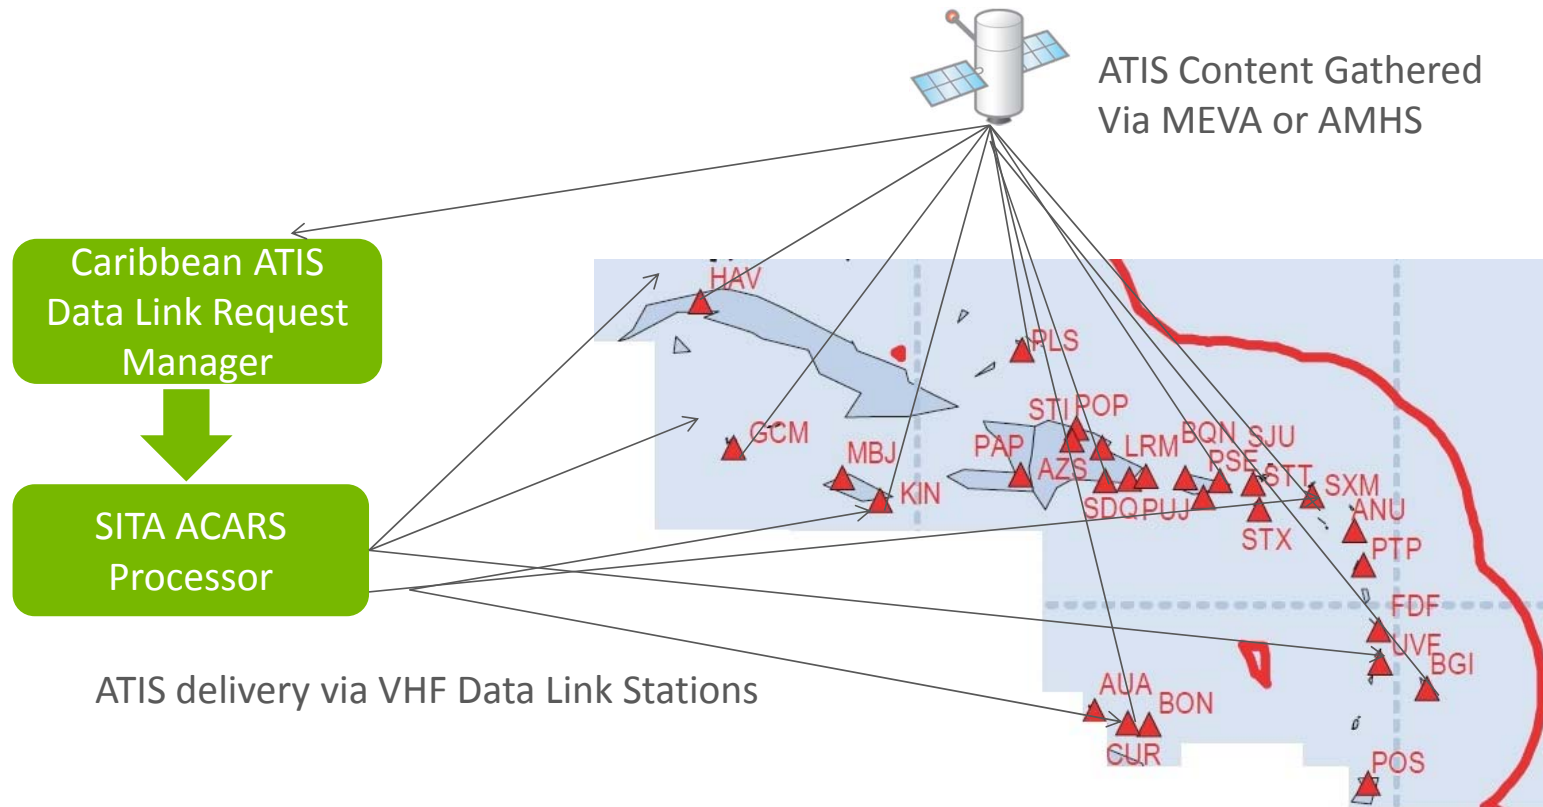 ATIS Content Gathered
Via MEVA or AMHS
Caribbean ATIS
Data Link Request
Manager
SITA ACARS
Processor
ATIS delivery via VHF Data Link Stations
HAV
PLS
GCM
MBJ
KIN
STI
POP
PAP
AZS
LRM
SDQ
PUJ
BQN
SJU
PSE
STT
STX
SXM
ANU
PTP
FDF
UVF
BGI
AUA
BON
CUR
POS